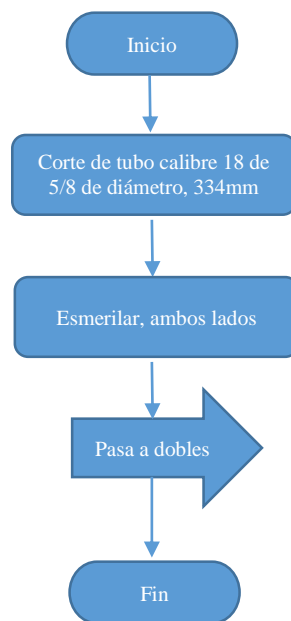 Inicio
Corte de tubo calibre 18 de
5/8 de diámetro, 334mm
Esmerilar, ambos lados
Pasa a dobles
Fin